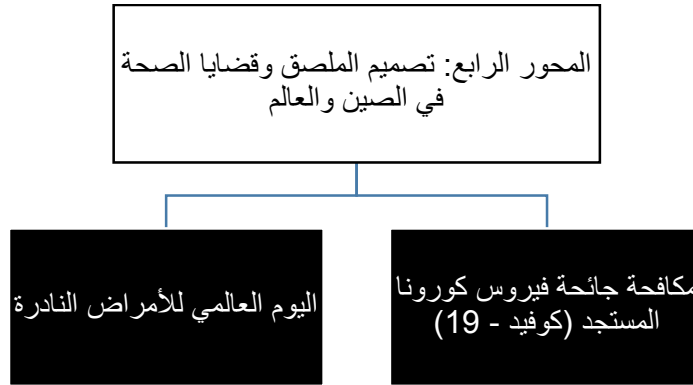 المحور الرابع: تصميم الملصق وقضايا الصحة
في الصين والعالم
مكافحة جائحة فيروس كورونا
المستجد (كوفيد - 19)
اليوم العالمي للأمراض النادرة